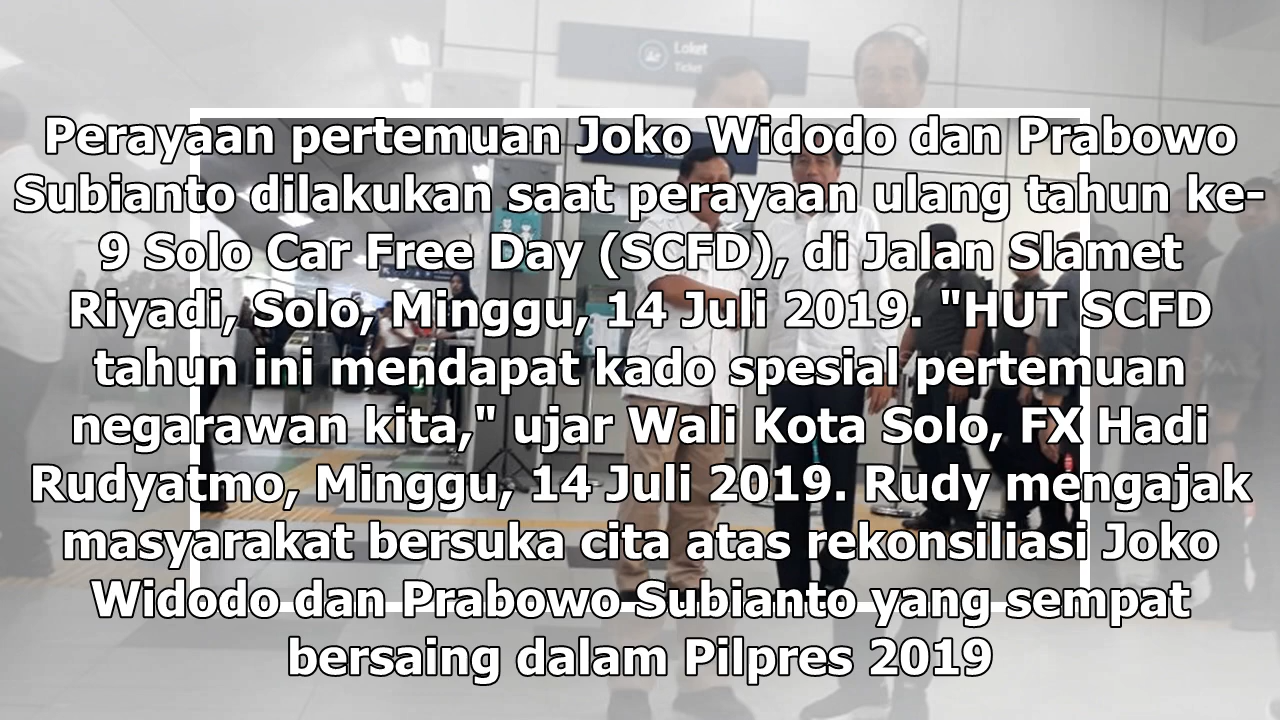 Loket
Ticket
Perayaan pertemuan Joko Widodo dan Prabowo
Subianto dilakukan saat perayaan ulang tahun ke-
9 Solo Car Free Day (SCFD), di Jalan Slamet
Riyadi, Solo, Minggu, 14 Juli 2019. "HUT SCFD
tahun ini mendapat kado spesial pertemuan
negarawan kita," ujar Wali Kota Solo, FX Hadi
Rudyatmo, Minggu, 14 Juli 2019. Rudy mengajak
masyarakat bersuka cita atas rekonsiliasi Joko
Widodo dan Prabowo Subianto yang sempat
bersaing dalam Pilpres 2019